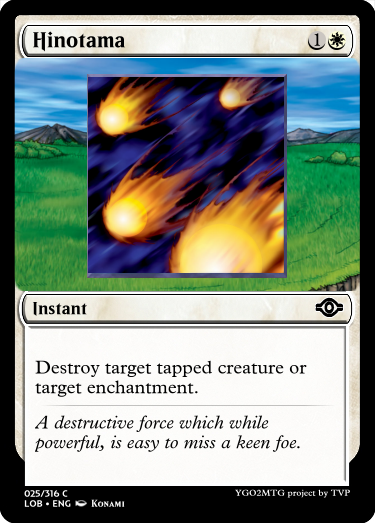 Hinotama 1
Instant
Destroy target tapped creature or
target enchantment.
A destructive force which while
powerful, is easy to miss a keen foe.
025/316 C
LOB • ENG Konami
YGO2MTG project by TVP